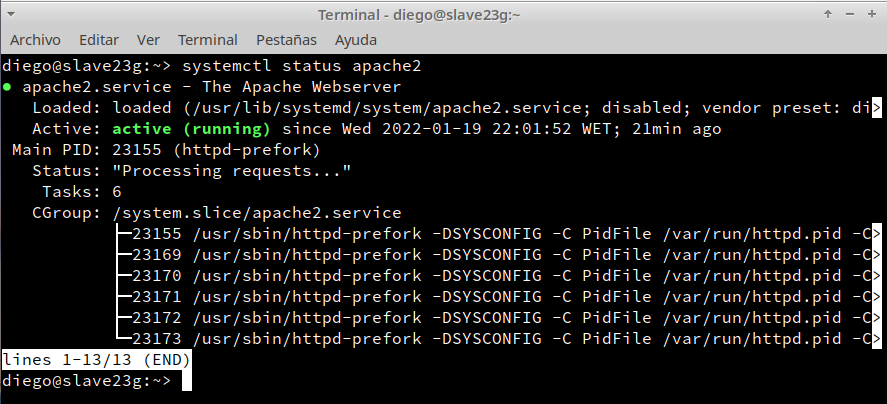 Terminal - diego@slave23g:~
Archivo Editar Ver Terminal Pestañas Ayuda
diego@slave23g:~> systemctl status apache2
● apache2.service - The Apache Webserver
   Loaded: loaded (/usr/lib/systemd/system/apache2.service; disabled; vendor preset: di>
   Active: active (running) since Wed 2022-01-19 22:01:52 WET; 21min ago
 Main PID: 23155 (httpd-prefork)
   Status: "Processing requests..."
    Tasks: 6
   CGroup: /system.slice/apache2.service
           ├─23155 /usr/sbin/httpd-prefork -DSYSCONFIG -C PidFile /var/run/httpd.pid -C>
           ├─23169 /usr/sbin/httpd-prefork -DSYSCONFIG -C PidFile /var/run/httpd.pid -C>
           ├─23170 /usr/sbin/httpd-prefork -DSYSCONFIG -C PidFile /var/run/httpd.pid -C>
           ├─23171 /usr/sbin/httpd-prefork -DSYSCONFIG -C PidFile /var/run/httpd.pid -C>
           ├─23172 /usr/sbin/httpd-prefork -DSYSCONFIG -C PidFile /var/run/httpd.pid -C>
           └─23173 /usr/sbin/httpd-prefork -DSYSCONFIG -C PidFile /var/run/httpd.pid -C>
lines 1-13/13 (END)
diego@slave23g:~>